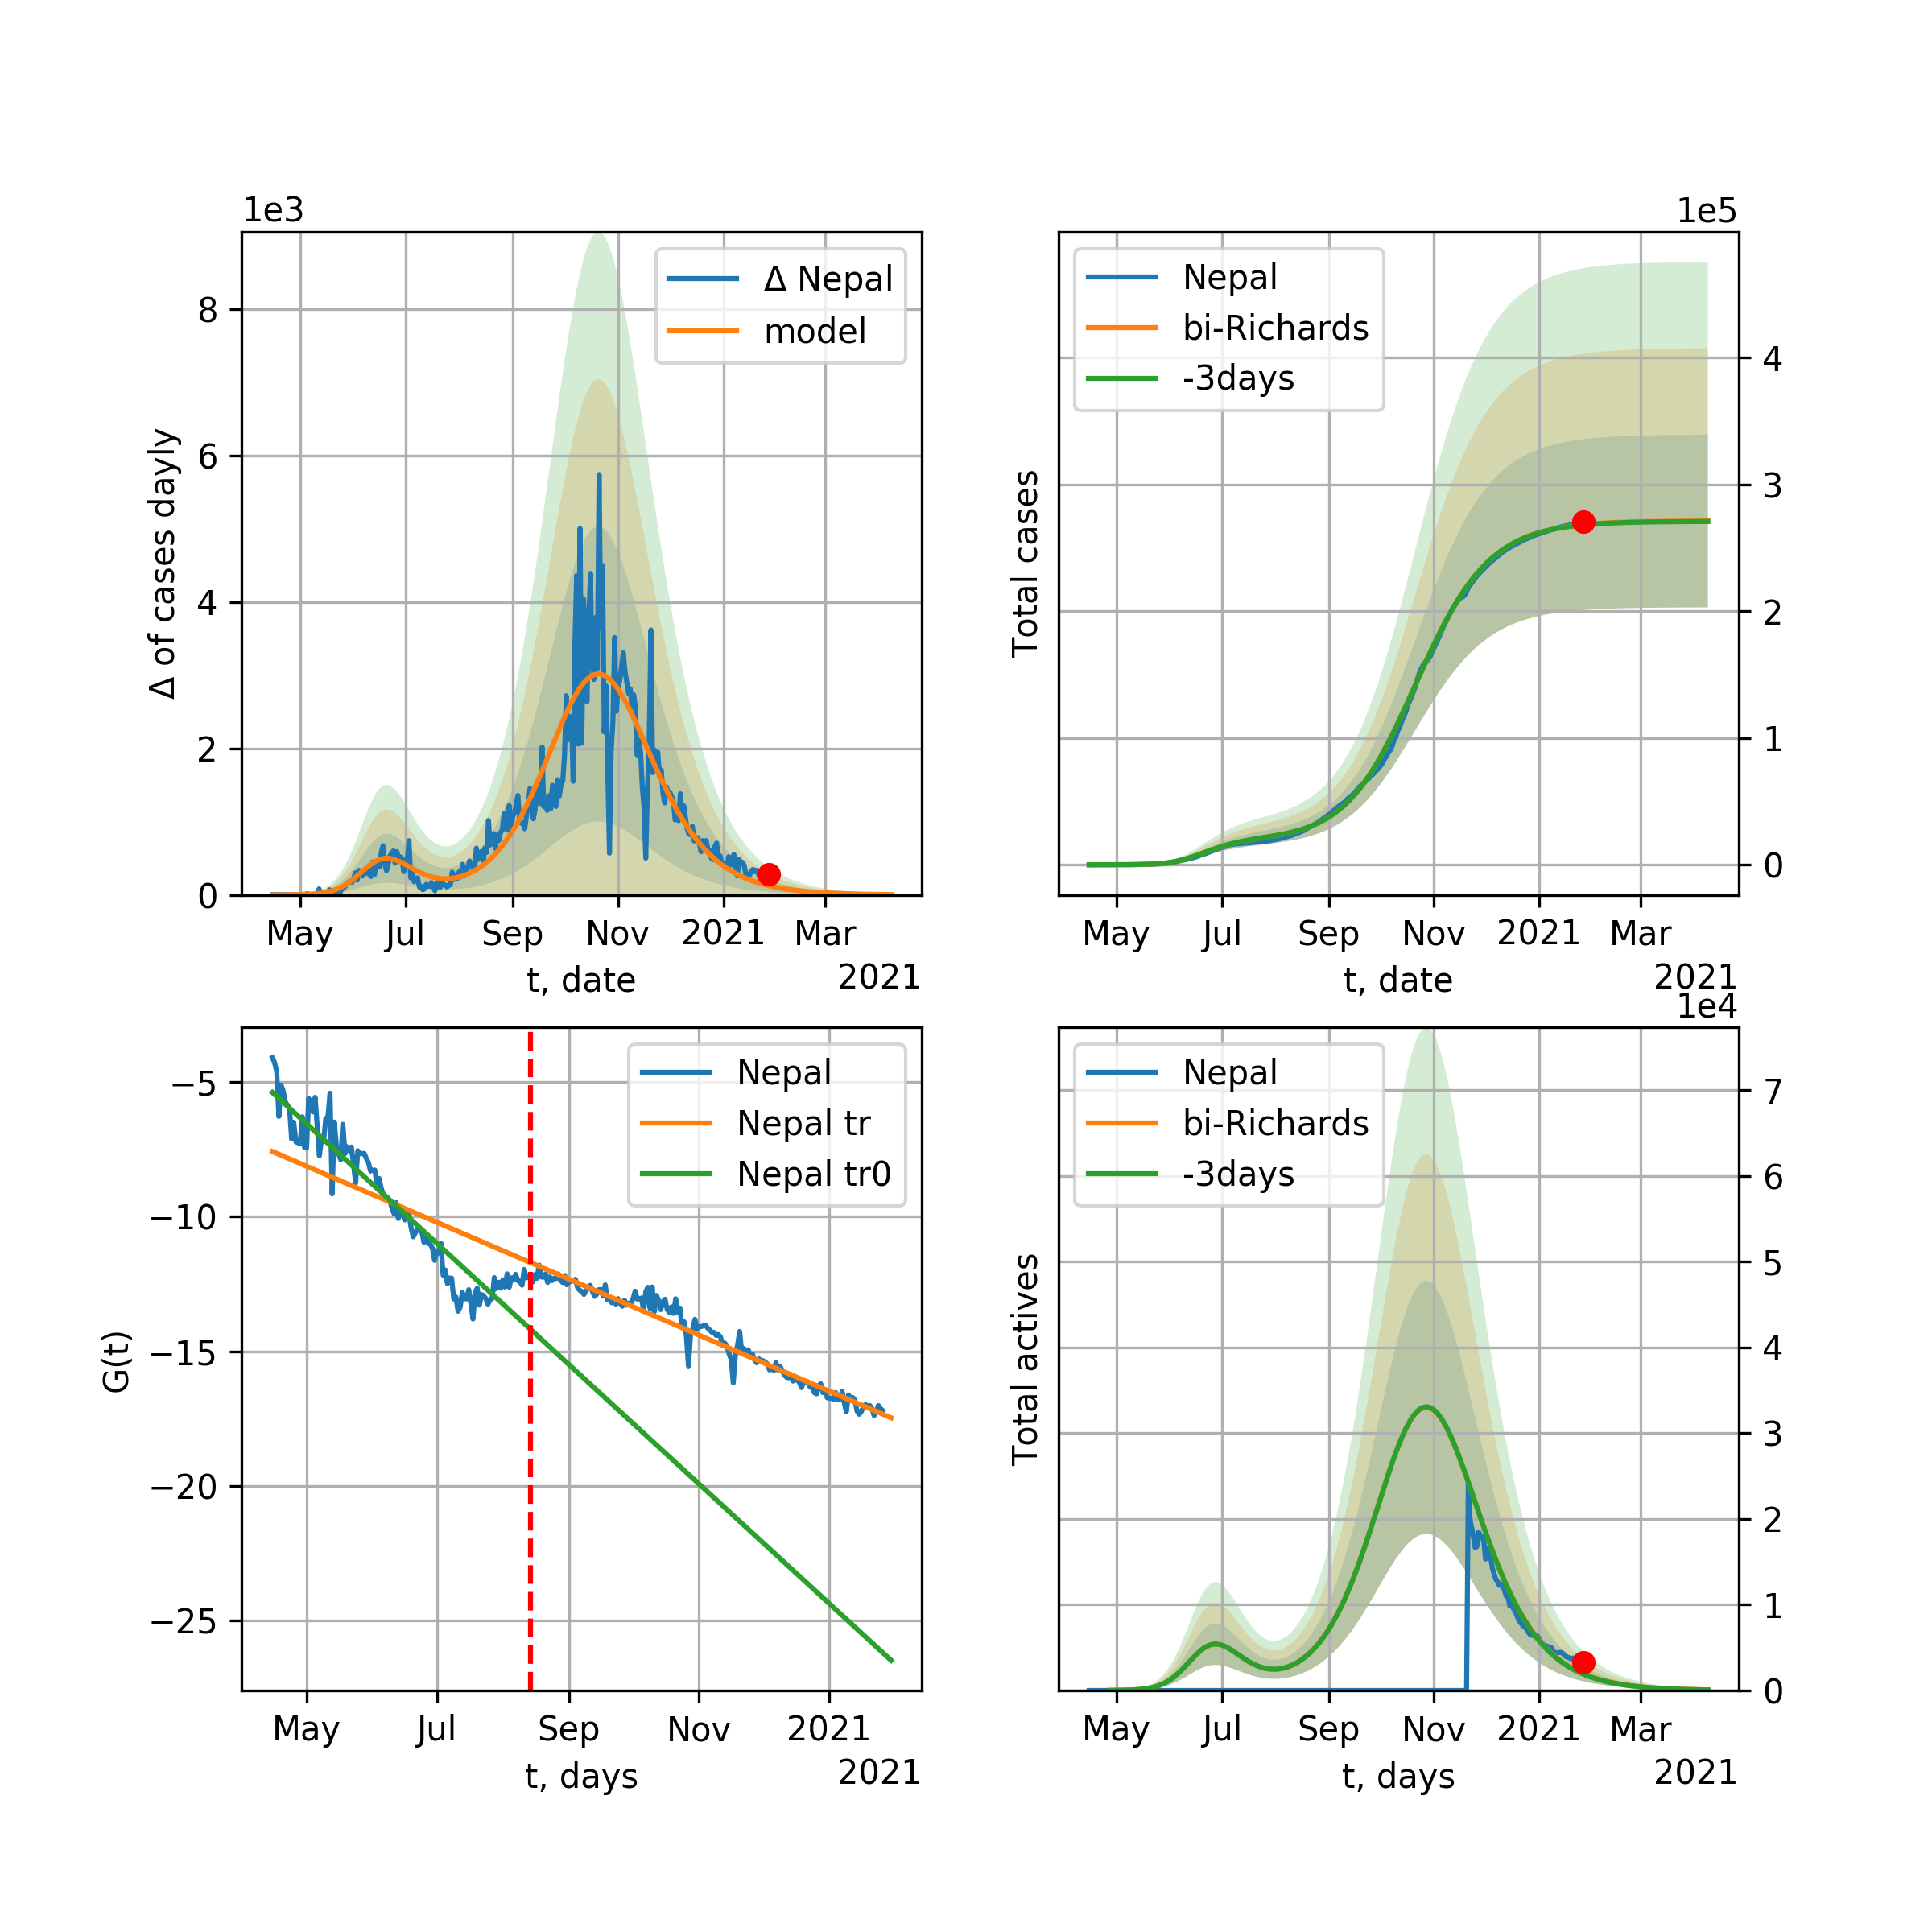 1e3
Δ Nepal
model
8
6
4
2
0
Δ of cases dayly
May Jul Sep Nov 2021 Mar
t, date
2021
1e5
Nepal
bi-Richards
-3days
4
3
2
1
0
Total cases
May Jul Sep Nov 2021 Mar
t, date
2021
Nepal
Nepal tr
Nepal tr0
−5
−10
−15
−20
−25
G(t)
May Jul Sep Nov 2021
t, days
2021
1e4
Nepal
bi-Richards
-3days
7
6
5
4
3
2
1
0
Total actives
May Jul Sep Nov 2021 Mar
t, days
2021